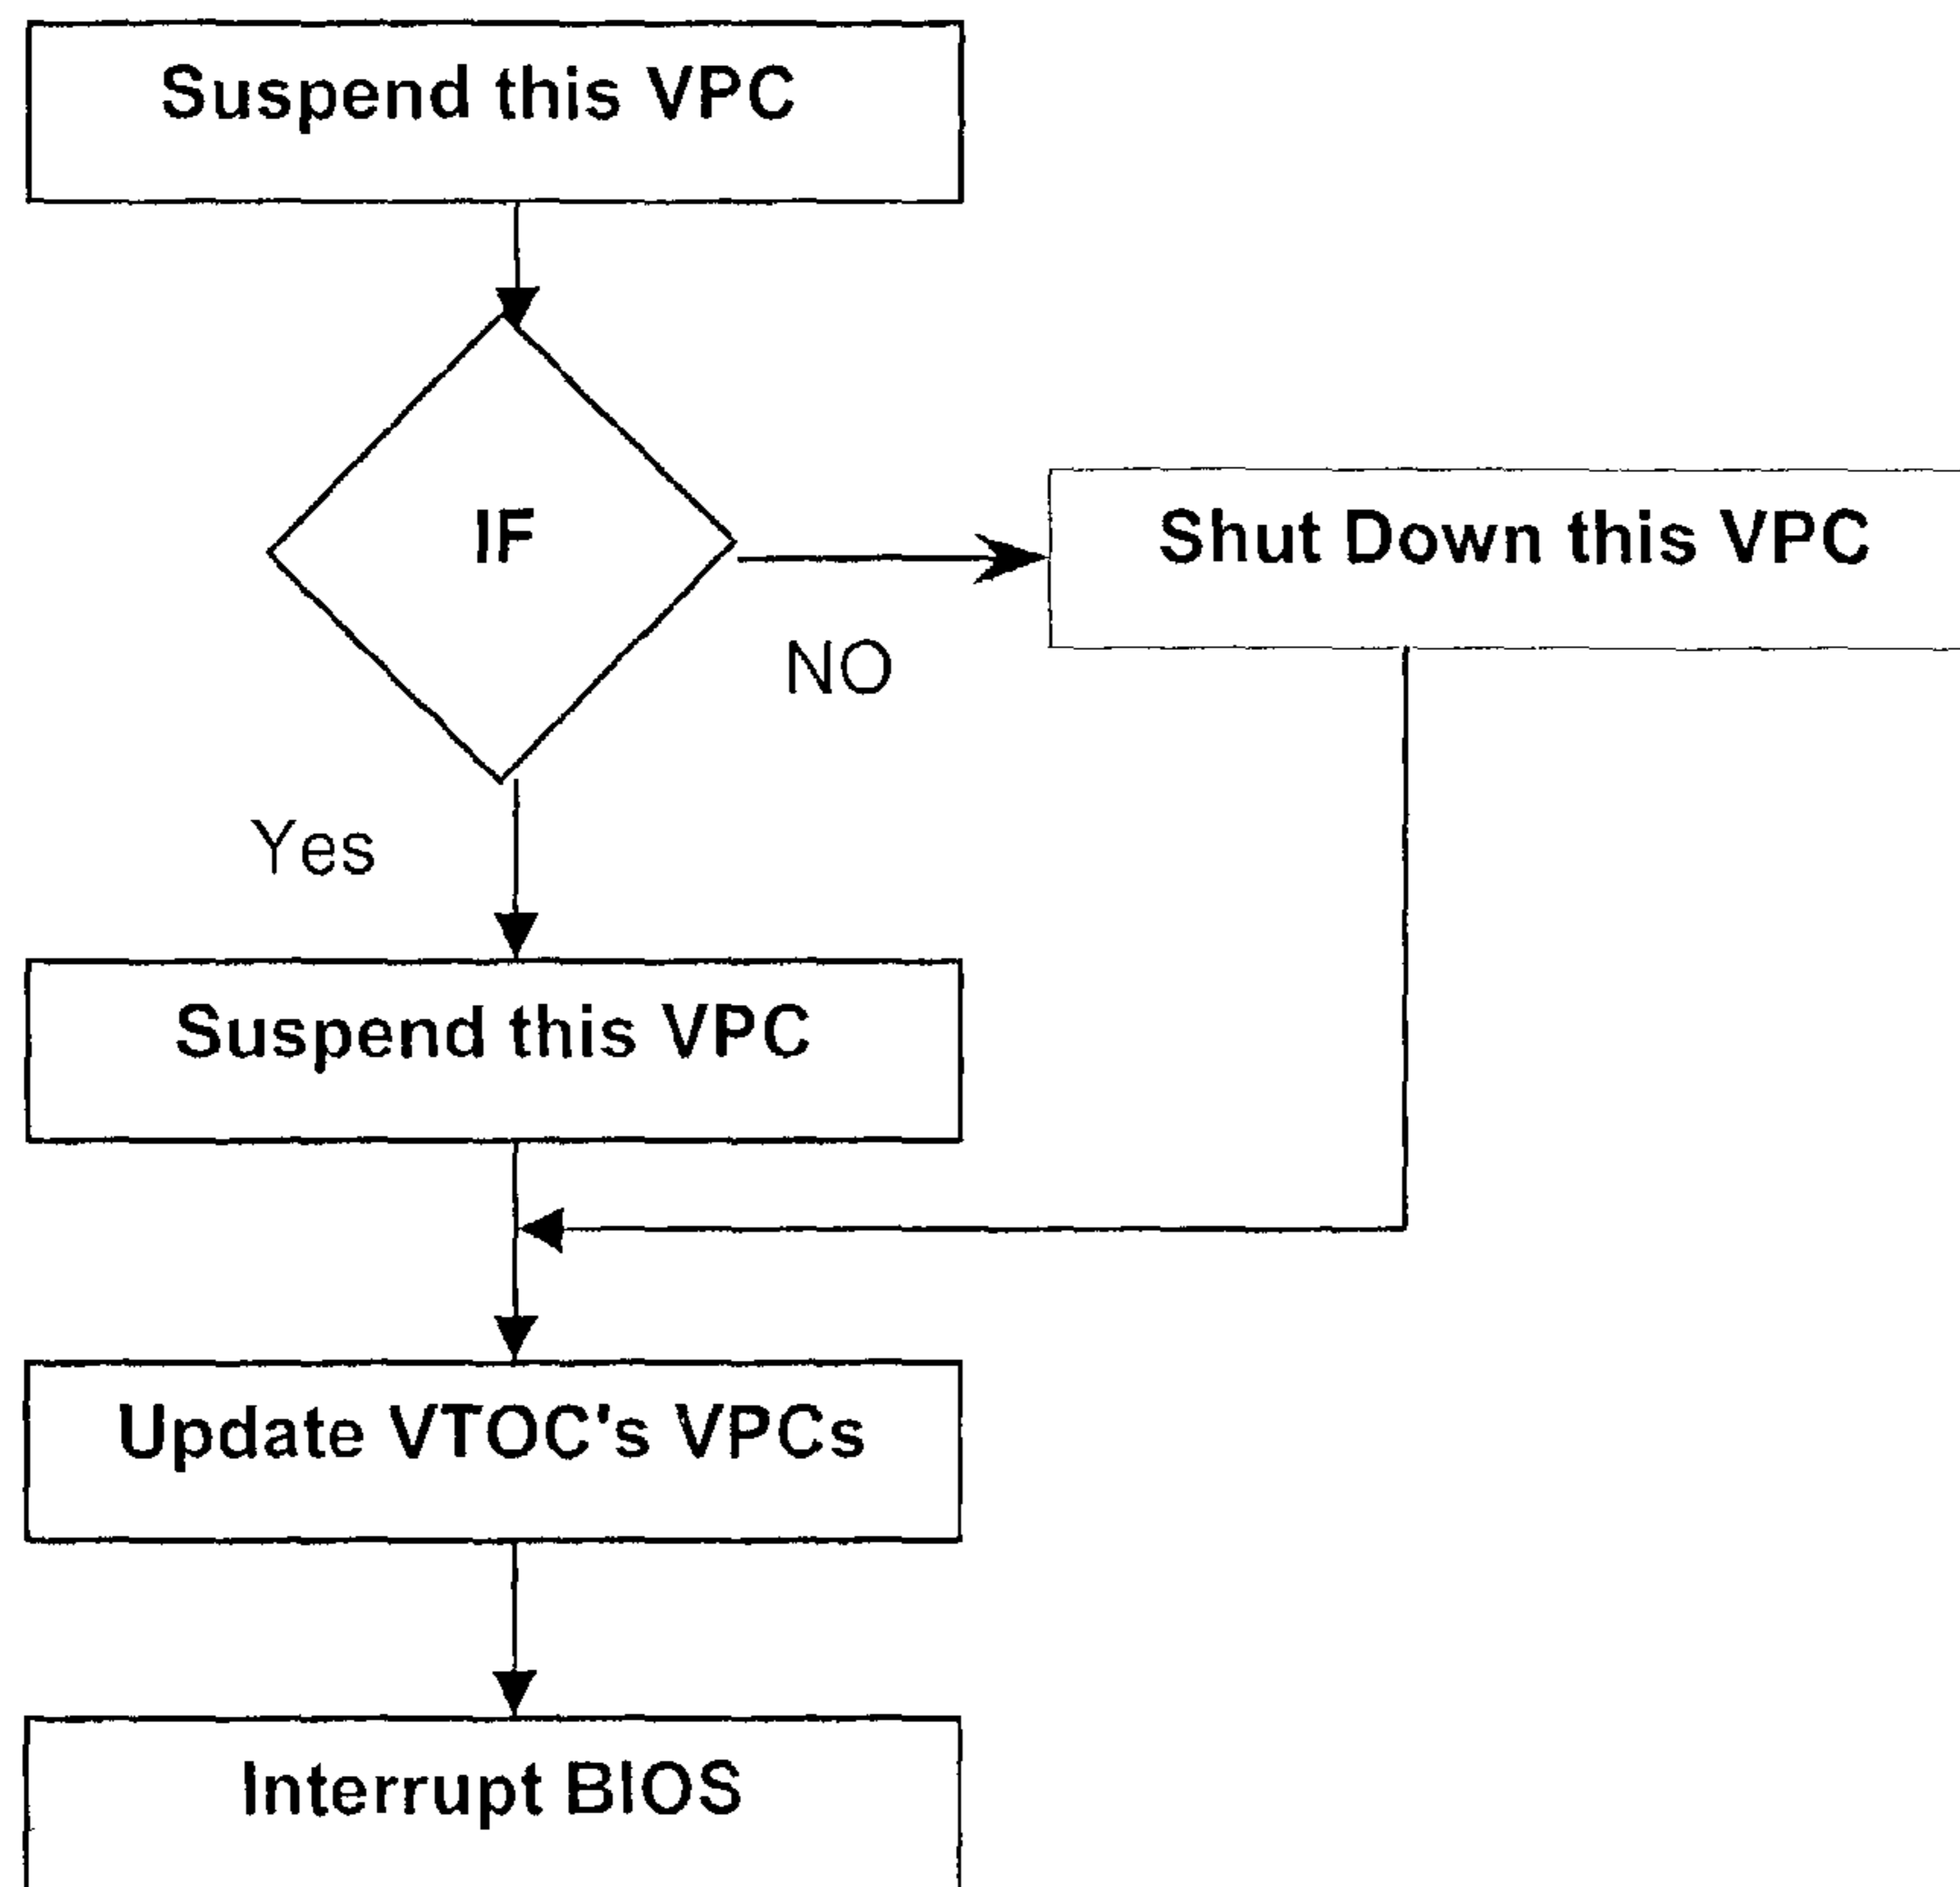 Suspend this VPC
IF
Shut Down this VPC
NO
Yes
Suspend this VPC
Update VTOC's VPCs
Interrupt BIOS